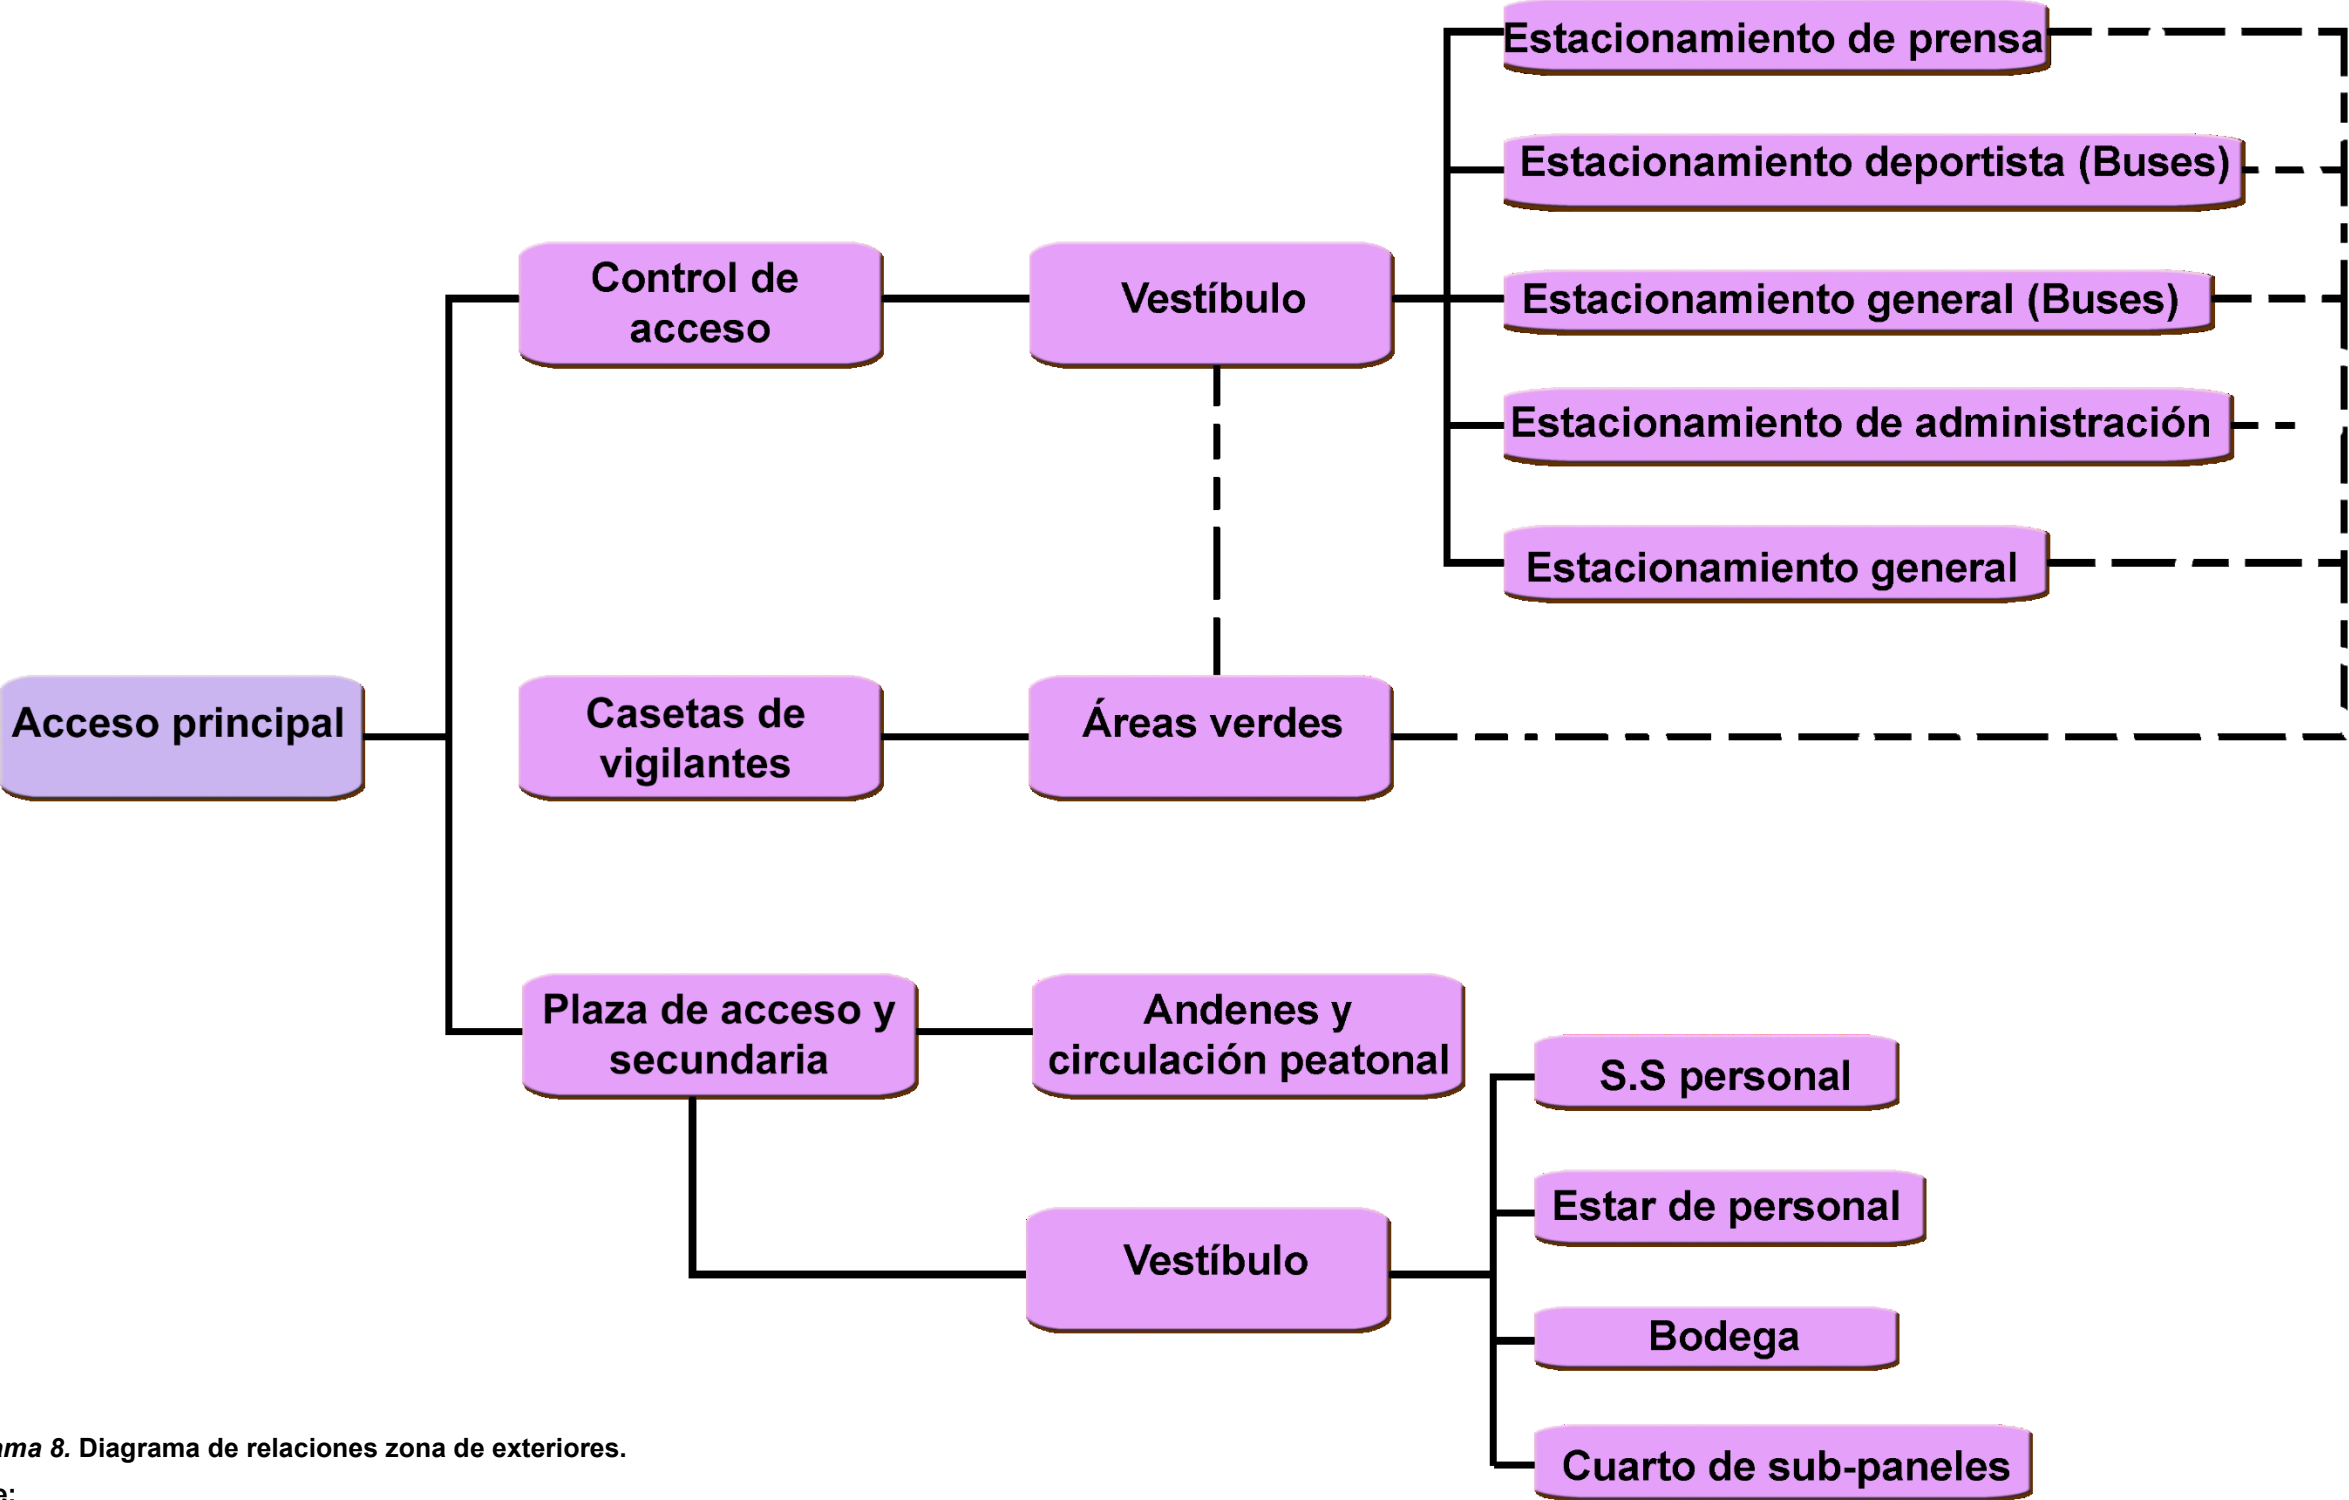 Estacionamiento de prensa
Estacionamiento deportista (Buses)
Control de
acceso
Vestíbulo
Estacionamiento general (Buses)
Estacionamiento de administración
Estacionamiento general
Acceso principal
Casetas de
vigilantes
Áreas verdes
Plaza de acceso y
secundaria
Andenes y
circulación peatonal
S.S personal
Estar de personal
Vestíbulo
Bodega
Cuarto de sub-paneles
ama 8. Diagrama de relaciones zona de exteriores.
e: